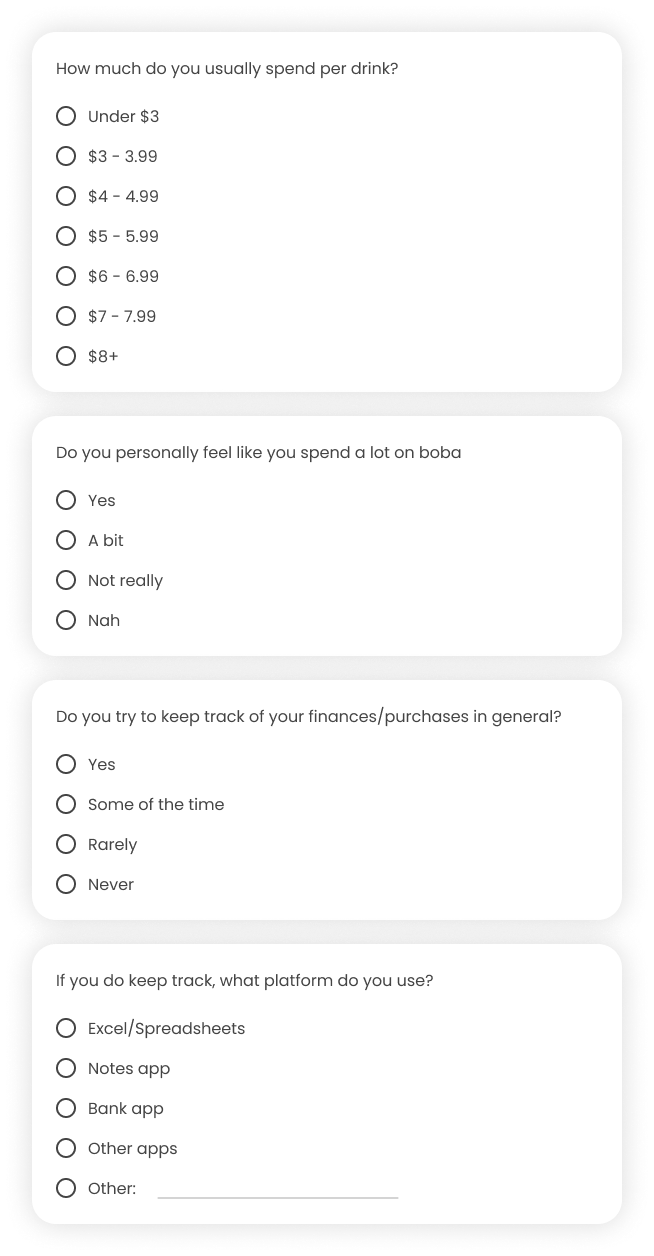 How much do you usually spend per drink?
Under $3
$3 - 3.99
$4 - 4.99
$5 - 5.99
$6 - 6.99
$7 - 7.99
$8+
Do you personally feel like you spend a lot on boba
Yes
A bit
Not really
Nah
Do you try to keep track of your finances/purchases in general?
Yes
Some of the time
Rarely
Never
If you do keep track, what platform do you use?
Excel/Spreadsheets
Notes app
Bank app
Other apps
Other: